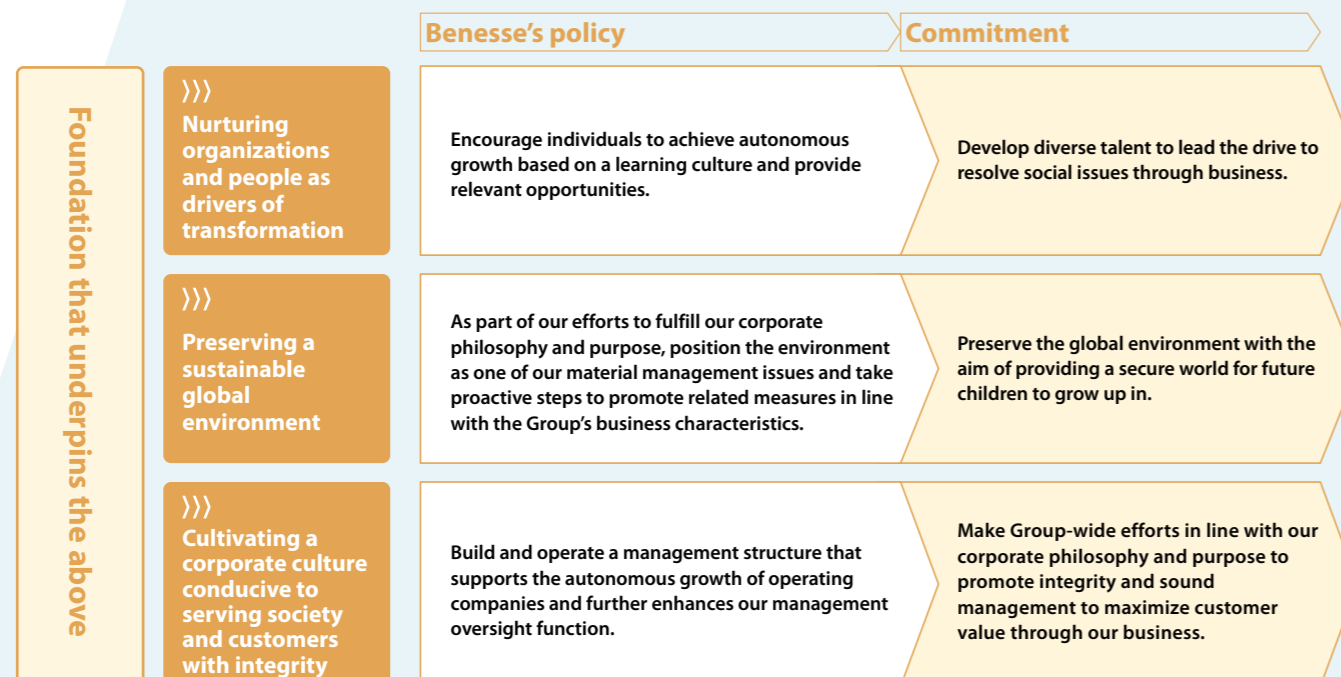 Benesse’s policy
Commitment
Foundation that underpins the above
⟩⟩⟩
Nurturing
organizations
and people as
drivers of
transformation
Encourage individuals to achieve autonomous
growth based on a learning culture and provide
relevant opportunities.
Develop diverse talent to lead the drive to
resolve social issues through business.
⟩⟩⟩
Preserving a
sustainable
global
environment
As part of our efforts to fulfill our corporate
philosophy and purpose, position the environment
as one of our material management issues and take
proactive steps to promote related measures in line
with the Group’s business characteristics.
Preserve the global environment with the
aim of providing a secure world for future
children to grow up in.
⟩⟩⟩
Cultivating a
corporate culture
conducive to
serving society
and customers
with integrity
Build and operate a management structure that
supports the autonomous growth of operating
companies and further enhances our management
oversight function.
Make Group-wide efforts in line with our
corporate philosophy and purpose to
promote integrity and sound
management to maximize customer
value through our business.